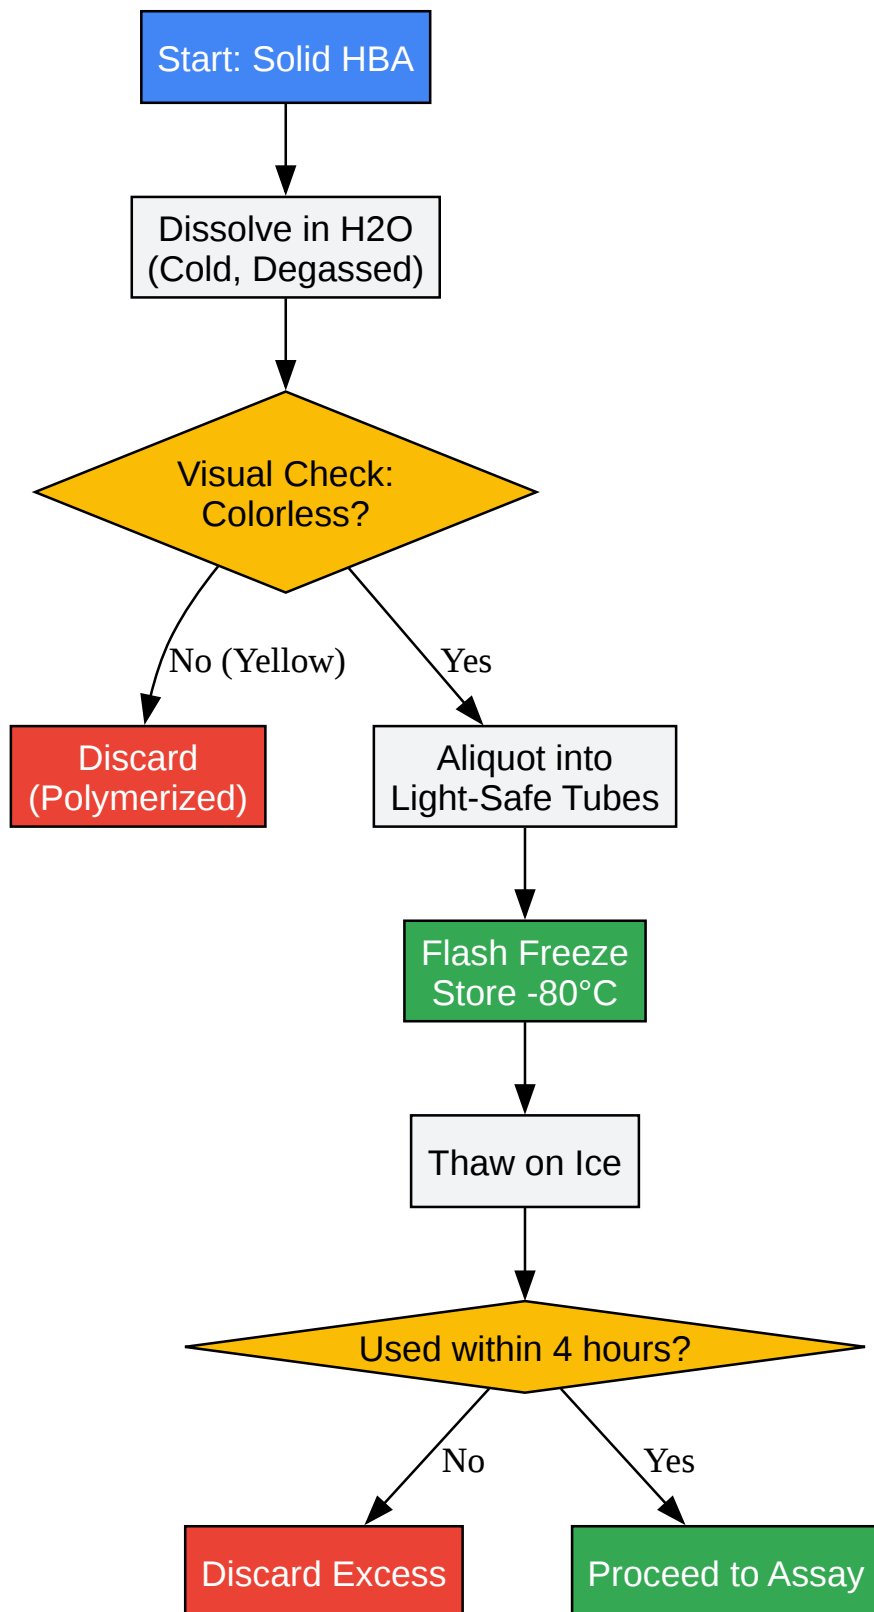 Start: Solid HBA
Dissolve in H2O
(Cold, Degassed)
Visual Check:
Colorless?
No (Yellow)
Yes
Discard
(Polymerized)
Aliquot into
Light-Safe Tubes
Flash Freeze
Store -80°C
Thaw on Ice
Used within 4 hours?
No
Yes
Discard Excess
Proceed to Assay